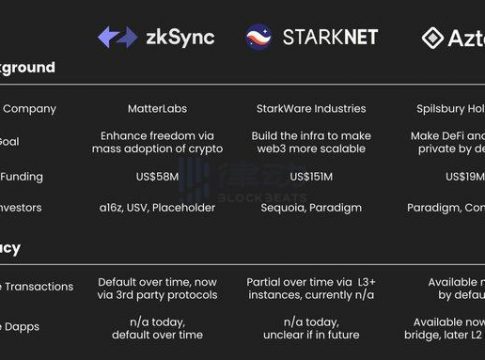 zkSync STARKNET Azte
kground
Company MatterLabs StarkWare Industries Spilsbury Hol
Goal Enhance freedom via mass adoption of crypto Build the infra to make web3 more scalable Make DeFi and private by de
Funding US$58M US$151M US$19M
vestors a16z, USV, Placeholder Sequoia, Paradigm Paradigm, Con
律动
BLOCKBEATS
acy
e Transactions Default over time, now via 3rd party protocols Partial over time via L3+ instances, currently n/a Available n by defau
e Dapps n/a today, default over time n/a today, unclear if in future Available now bridge, later L2